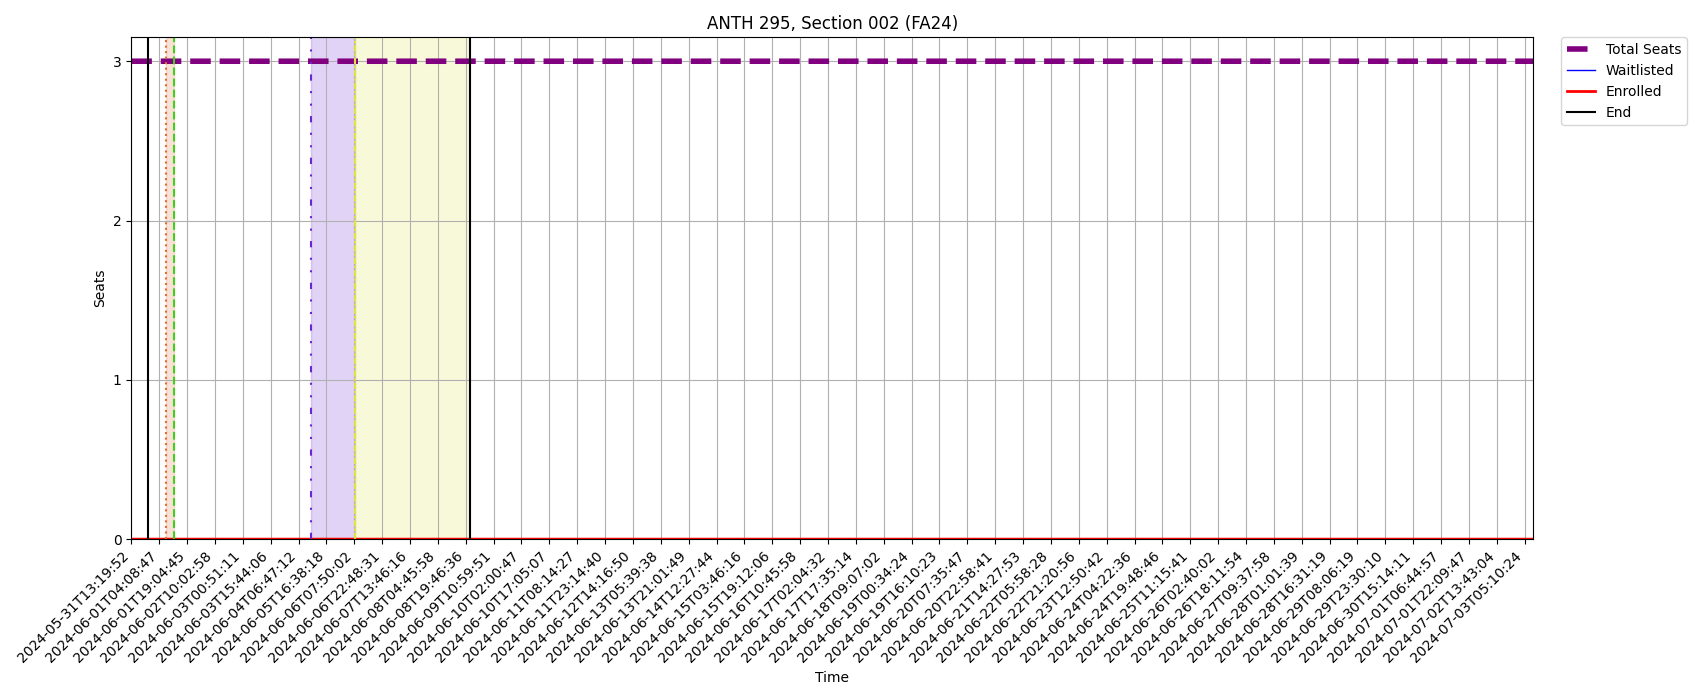 ANTH 295, Section 002 (FA24)
Total Seats
Waitlisted
Enrolled
End
Seats
3
2
1
0
2024-05-31T13:19:52
2024-06-01T04:08:47
2024-06-01T19:04:45
2024-06-02T10:02:58
2024-06-03T00:51:11
2024-06-03T15:44:06
2024-06-04T06:47:12
2024-06-05T16:38:18
2024-06-06T07:50:02
2024-06-06T22:48:31
2024-06-07T13:46:16
2024-06-08T04:45:58
2024-06-08T19:46:36
2024-06-09T10:59:51
2024-06-10T02:00:47
2024-06-10T17:05:07
2024-06-11T08:14:27
2024-06-11T23:14:40
2024-06-12T14:16:50
2024-06-13T05:39:38
2024-06-13T21:01:49
2024-06-14T12:27:44
2024-06-15T03:46:16
2024-06-15T19:12:06
2024-06-16T10:45:58
2024-06-17T02:04:32
2024-06-17T17:35:14
2024-06-18T09:07:02
2024-06-19T00:34:24
2024-06-19T16:10:23
2024-06-20T07:35:47
2024-06-20T22:58:41
2024-06-21T14:27:53
2024-06-22T05:58:28
2024-06-22T21:20:56
2024-06-23T12:50:42
2024-06-24T04:22:36
2024-06-24T19:48:46
2024-06-25T11:15:41
2024-06-26T02:40:02
2024-06-26T18:11:54
2024-06-27T09:37:58
2024-06-28T01:01:39
2024-06-28T16:31:19
2024-06-29T08:06:19
2024-06-29T23:30:10
2024-06-30T15:14:11
2024-07-01T06:44:57
2024-07-01T22:09:47
2024-07-02T13:43:04
2024-07-03T05:10:24
Time